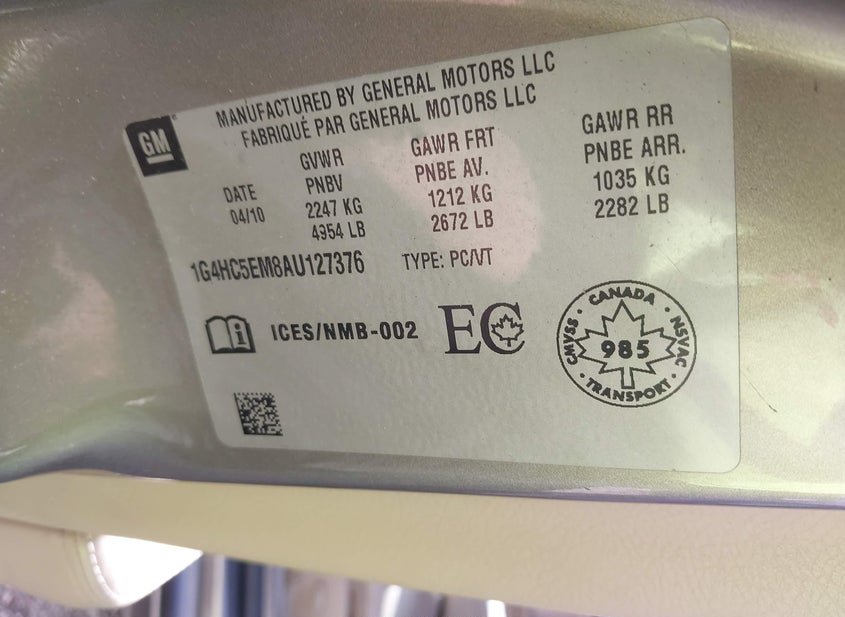 GM
MANUFACTURED BY GENERAL MOTORS LLC
FABRIQUÉ PAR GENERAL MOTORS LLC
DATE
04/10
GVWR
PNBV
2247 KG
4954 LB
GAWR FRT
PNBE AV.
1212 KG
2672 LB
GAWR RR
PNBE ARR.
1035 KG
2282 LB
1G4HC5EM8AU127376 TYPE: PC/VT
ICES/NMB-002 EC
CANADA
CMVSS 985 NSVAC
TRANSPORT